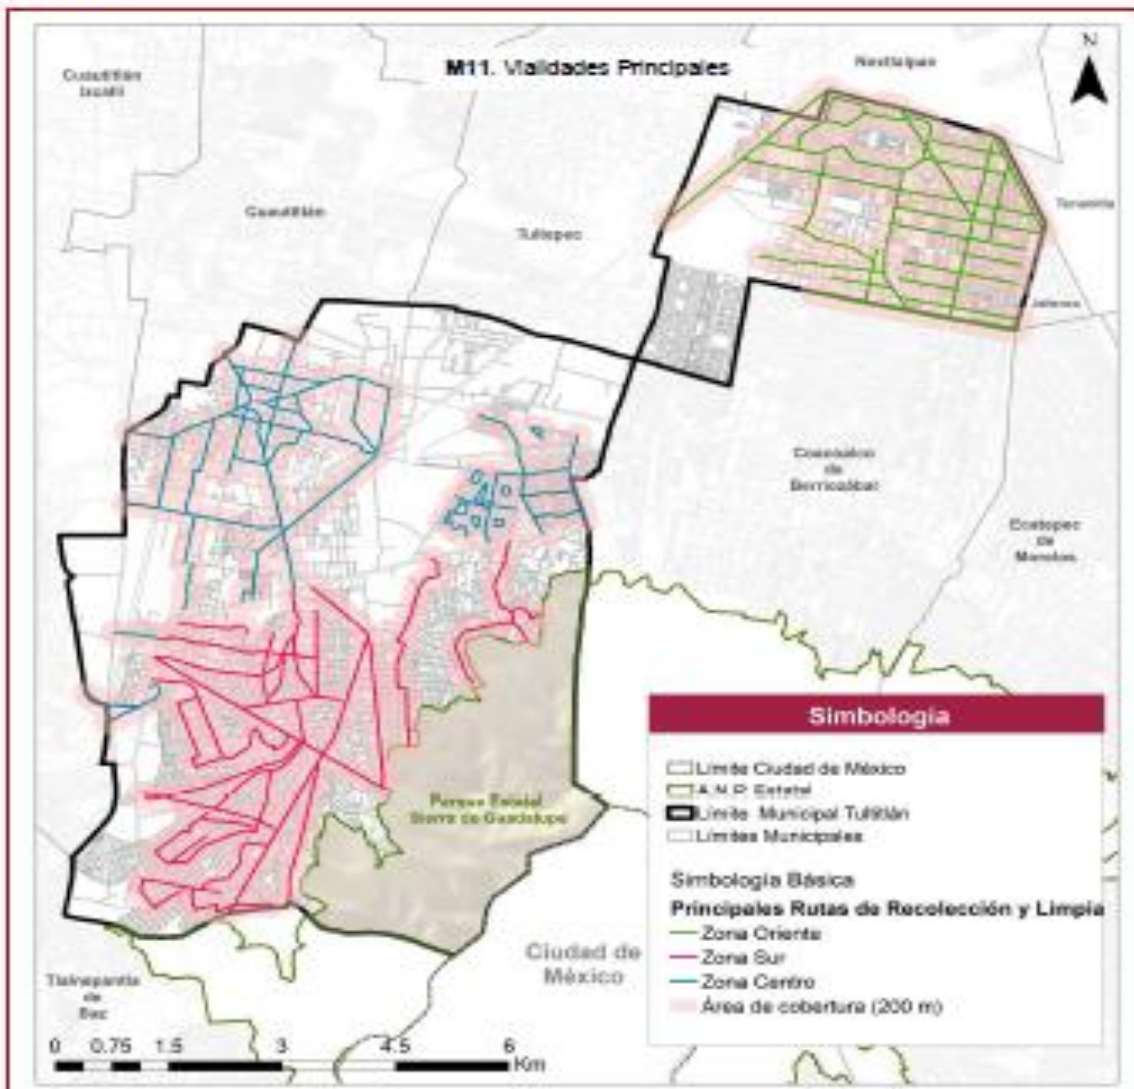 M11. Vialidades Principales
N
Cuautitlán
Izcalli
Nextlalpan
Cuautitlán
Tultepec
Tonanitla
Jaltenco
Coacoalco
de
Berriozábal
Ecatepec
de
Morelos
Parque Estatal
Sierra de Guadalupe
Ciudad de
México
Tlalnepantla
de
Baz
Simbología
Límite Ciudad de México
A.N.P. Estatal
Límite Municipal Tultitlán
Límites Municipales
Simbología Básica
Principales Rutas de Recolección y Limpia
Zona Oriente
Zona Sur
Zona Centro
Área de cobertura (200 m)
0 0.75 1.5 3 4.5 6
Km